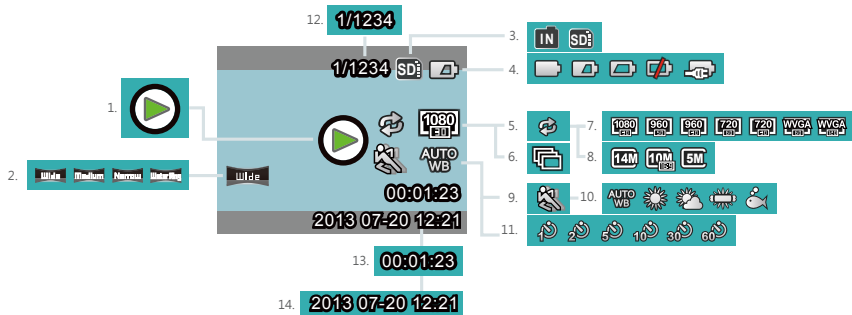 12. 1/1234
3. IN SD
1/1234 SD
4.
1.
1080
5.
7. 1080 960 960 720 720 WVGA WVGA
6.
8. 14M 10M 5M
AUTO WB
2. Wide Medium Narrow
Wide
9.
10. AUTO WB
00:01:23
11. 1 2 5 10 30 60
2013 07-20 12:21
13. 00:01:23
14. 2013 07-20 12:21